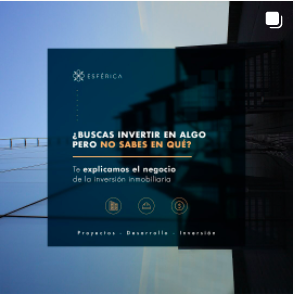 ESFÉRICA
¿BUSCAS INVERTIR EN ALGO
PERO NO SABES EN QUÉ?
Te explicamos el negocio
de la inversión inmobiliaria
Proyectos . Desarrollo . Inversión